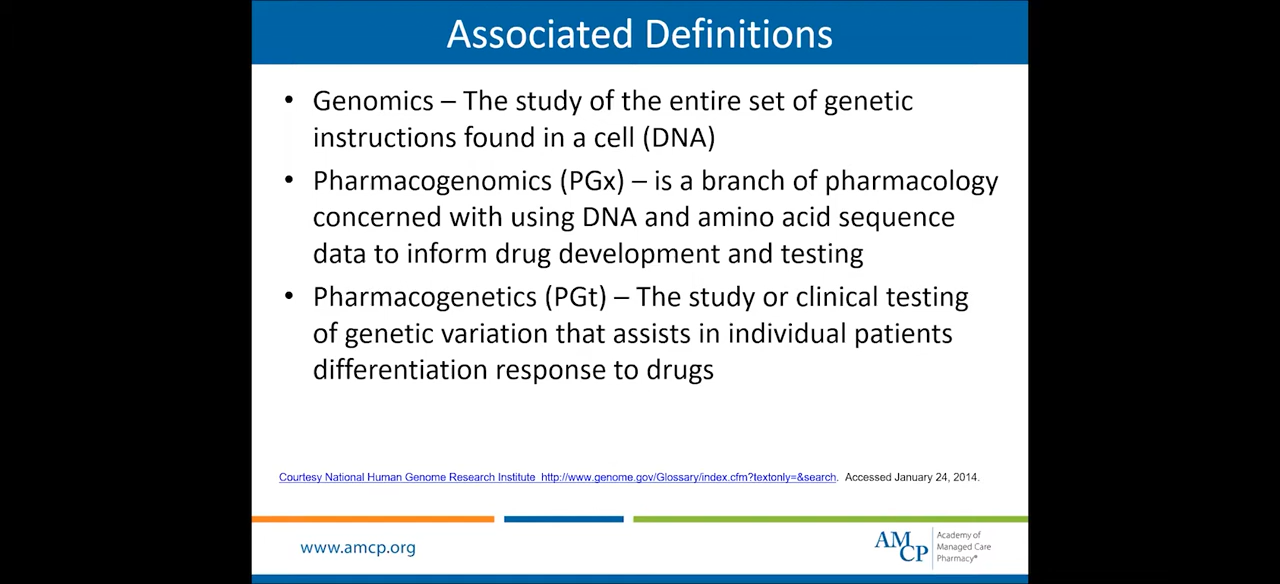 Associated Definitions
• Genomics – The study of the entire set of genetic
instructions found in a cell (DNA)
• Pharmacogenomics (PGx) – is a branch of pharmacology
concerned with using DNA and amino acid sequence
data to inform drug development and testing
• Pharmacogenetics (PGt) – The study or clinical testing
of genetic variation that assists in individual patients
differentiation response to drugs
Courtesy National Human Genome Research Institute http://www.genome.gov/Glossary/index.cfm?textonly=&search. Accessed January 24, 2014.
www.amcp.org
AMCP
Academy of
Managed Care
Pharmacy®